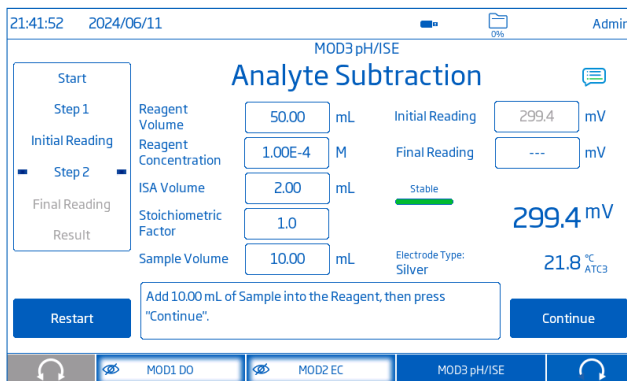 21:41:52 2024/06/11
0%
Admin
MOD3 pH/ISE
Analyte Subtraction
Start
Step 1
Initial Reading
Step 2
Final Reading
Result
Reagent
Volume
50.00 mL
Reagent
Concentration
1.00E-4 M
ISA Volume 2.00 mL
Stoichiometric
Factor
1.0
Sample Volume 10.00 mL
Initial Reading 299.4 mV
Final Reading --- mV
Stable
299.4 mV
Electrode Type:
Silver
21.8 °C
ATC3
Restart
Add 10.00 mL of Sample into the Reagent, then press
"Continue".
Continue
MOD1 DO
MOD2 EC
MOD3 pH/ISE